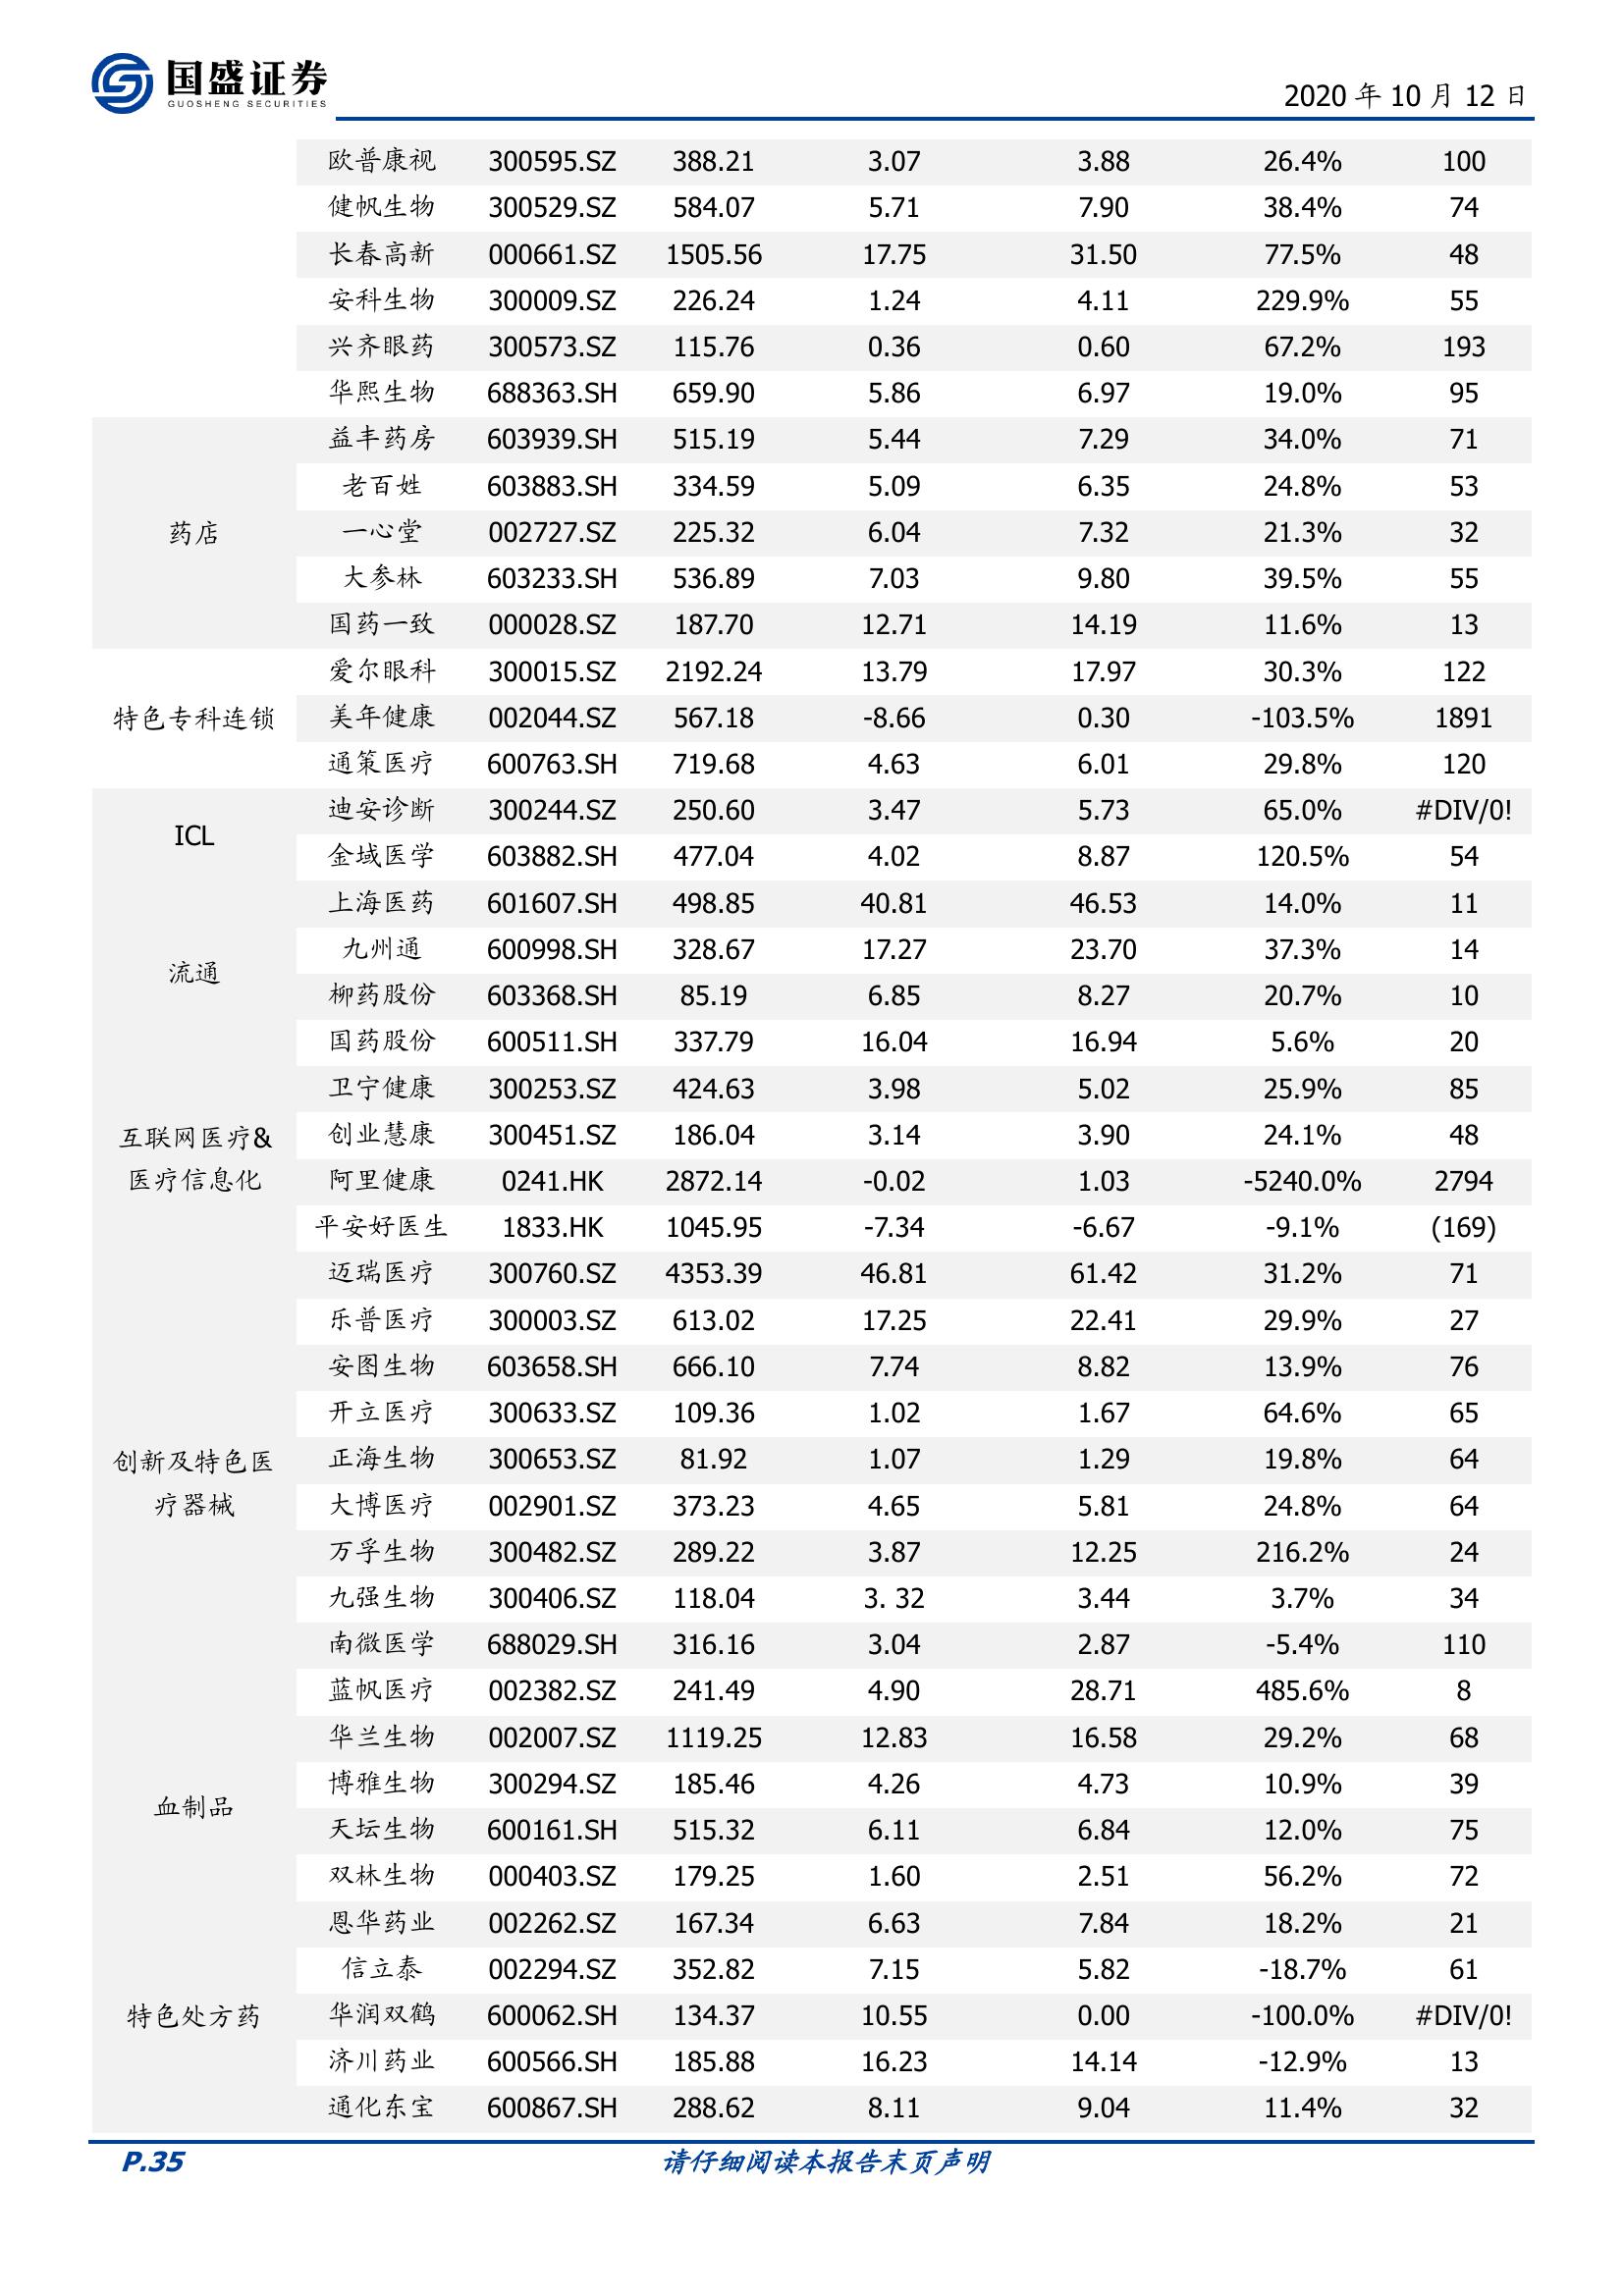 国盛证券
GUOSHENG SECURITIES
2020 年 10 月 12 日
欧普康视 300595.SZ 388.21 3.07 3.88 26.4% 100
健帆生物 300529.SZ 584.07 5.71 7.90 38.4% 74
长春高新 000661.SZ 1505.56 17.75 31.50 77.5% 48
安科生物 300009.SZ 226.24 1.24 4.11 229.9% 55
兴齐眼药 300573.SZ 115.76 0.36 0.60 67.2% 193
华熙生物 688363.SH 659.90 5.86 6.97 19.0% 95
益丰药房 603939.SH 515.19 5.44 7.29 34.0% 71
老百姓 603883.SH 334.59 5.09 6.35 24.8% 53
药店 一心堂 002727.SZ 225.32 6.04 7.32 21.3% 32
大参林 603233.SH 536.89 7.03 9.80 39.5% 55
国药一致 000028.SZ 187.70 12.71 14.19 11.6% 13
爱尔眼科 300015.SZ 2192.24 13.79 17.97 30.3% 122
特色专科连锁 美年健康 002044.SZ 567.18 -8.66 0.30 -103.5% 1891
通策医疗 600763.SH 719.68 4.63 6.01 29.8% 120
ICL 迪安诊断 300244.SZ 250.60 3.47 5.73 65.0% #DIV/0!
金域医学 603882.SH 477.04 4.02 8.87 120.5% 54
上海医药 601607.SH 498.85 40.81 46.53 14.0% 11
流通 九州通 600998.SH 328.67 17.27 23.70 37.3% 14
柳药股份 603368.SH 85.19 6.85 8.27 20.7% 10
国药股份 600511.SH 337.79 16.04 16.94 5.6% 20
卫宁健康 300253.SZ 424.63 3.98 5.02 25.9% 85
互联网医疗& 创业慧康 300451.SZ 186.04 3.14 3.90 24.1% 48
医疗信息化 阿里健康 0241.HK 2872.14 -0.02 1.03 -5240.0% 2794
平安好医生 1833.HK 1045.95 -7.34 -6.67 -9.1% (169)
迈瑞医疗 300760.SZ 4353.39 46.81 61.42 31.2% 71
乐普医疗 300003.SZ 613.02 17.25 22.41 29.9% 27
安图生物 603658.SH 666.10 7.74 8.82 13.9% 76
开立医疗 300633.SZ 109.36 1.02 1.67 64.6% 65
创新及特色医 正海生物 300653.SZ 81.92 1.07 1.29 19.8% 64
疗器械 大博医疗 002901.SZ 373.23 4.65 5.81 24.8% 64
万孚生物 300482.SZ 289.22 3.87 12.25 216.2% 24
九强生物 300406.SZ 118.04 3. 32 3.44 3.7% 34
南微医学 688029.SH 316.16 3.04 2.87 -5.4% 110
蓝帆医疗 002382.SZ 241.49 4.90 28.71 485.6% 8
华兰生物 002007.SZ 1119.25 12.83 16.58 29.2% 68
血制品 博雅生物 300294.SZ 185.46 4.26 4.73 10.9% 39
天坛生物 600161.SH 515.32 6.11 6.84 12.0% 75
双林生物 000403.SZ 179.25 1.60 2.51 56.2% 72
恩华药业 002262.SZ 167.34 6.63 7.84 18.2% 21
信立泰 002294.SZ 352.82 7.15 5.82 -18.7% 61
特色处方药 华润双鹤 600062.SH 134.37 10.55 0.00 -100.0% #DIV/0!
济川药业 600566.SH 185.88 16.23 14.14 -12.9% 13
通化东宝 600867.SH 288.62 8.11 9.04 11.4% 32
P.35 请仔细阅读本报告末页声明